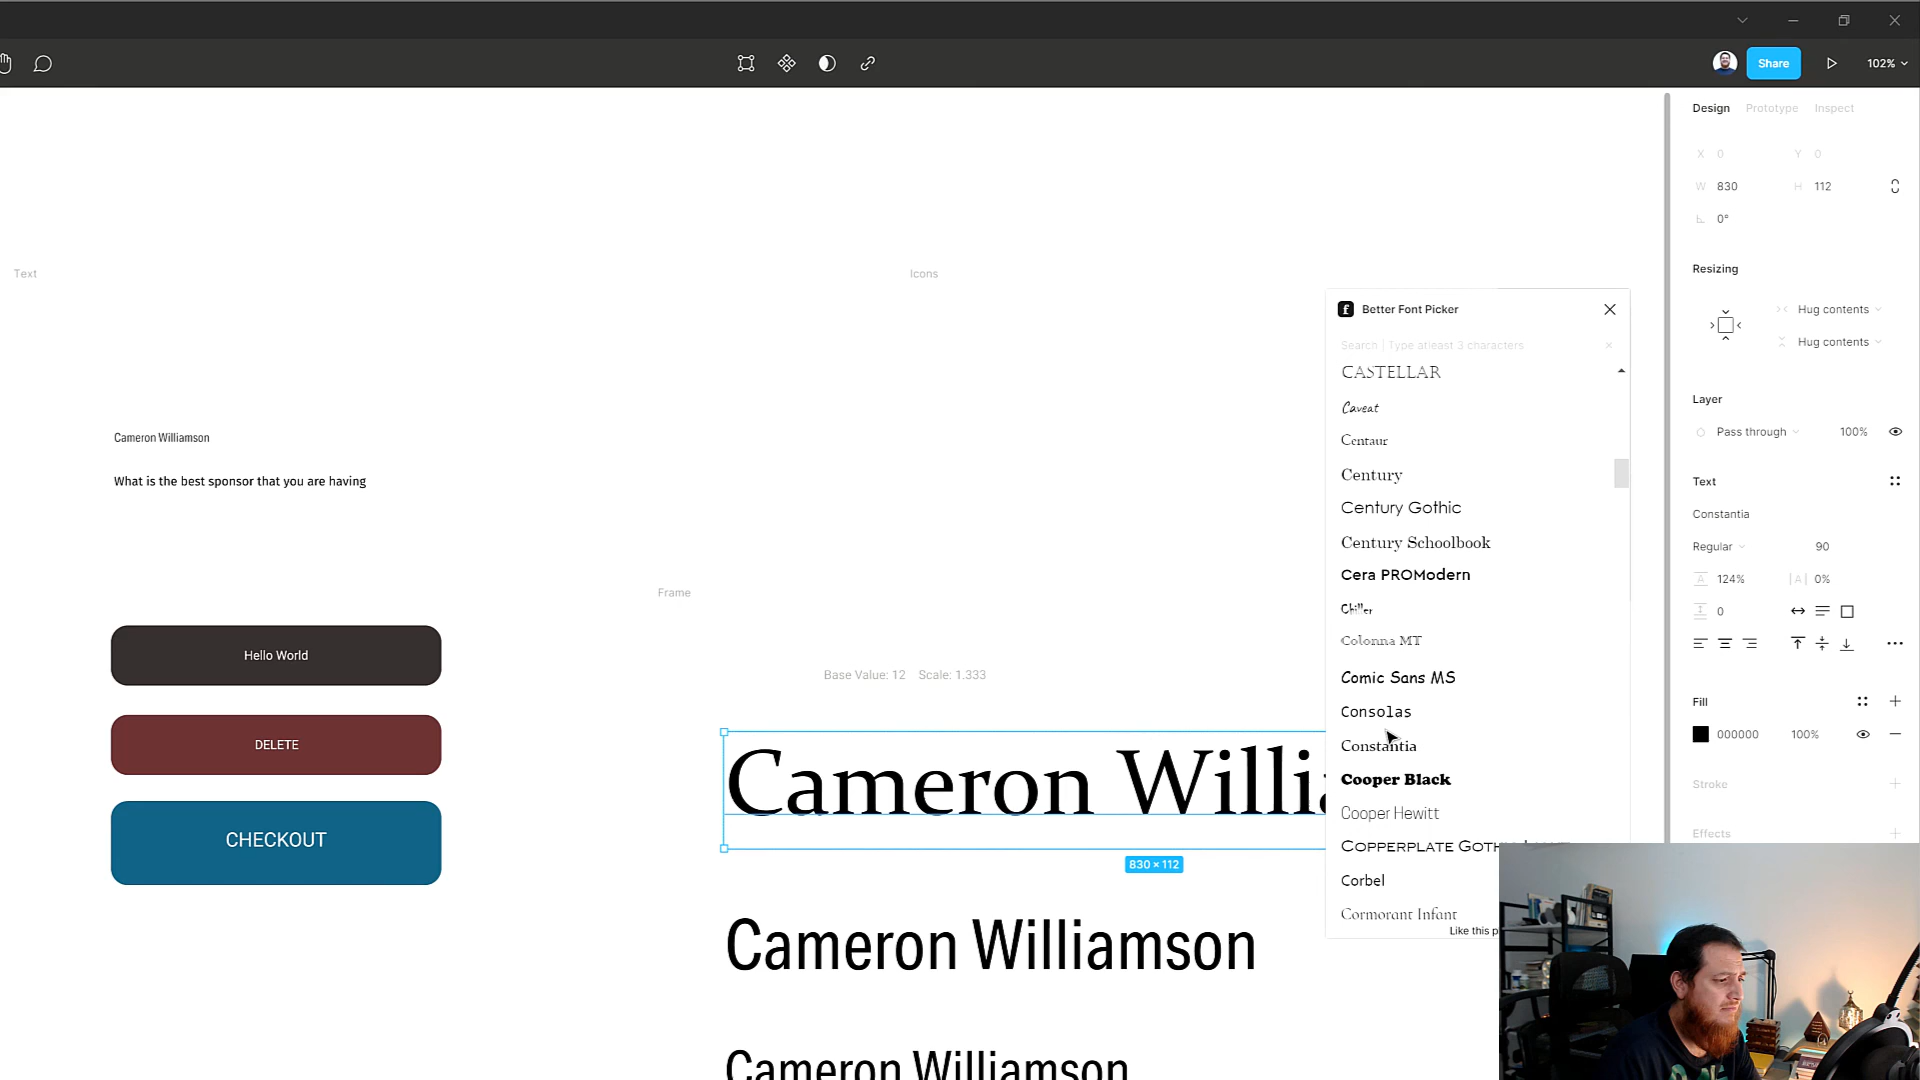 Share
102%
Design Prototype Inspect
X 0 Y 0
W 830 H 112
0°
Resizing
Hug contents
Hug contents
Layer
Pass through 100%
Text
Constantia
Regular 90
124% 0%
0
Fill
000000 100%
Stroke
Effects
Text
Icons
Cameron Williamson
What is the best sponsor that you are having
Hello World
DELETE
CHECKOUT
Frame
Base Value: 12 Scale: 1.333
Cameron Willia
830 × 112
Cameron Williamson
Cameron Williamson
Better Font Picker
Search | Type atleast 3 characters
CASTELLAR
Caveat
Centaur
Century
Century Gothic
Century Schoolbook
Cera PROModern
Chiller
Colonna MT
Comic Sans MS
Consolas
Constantia
Cooper Black
Cooper Hewitt
COPPERPLATE
Corbel
Cormorant Infant
Like this